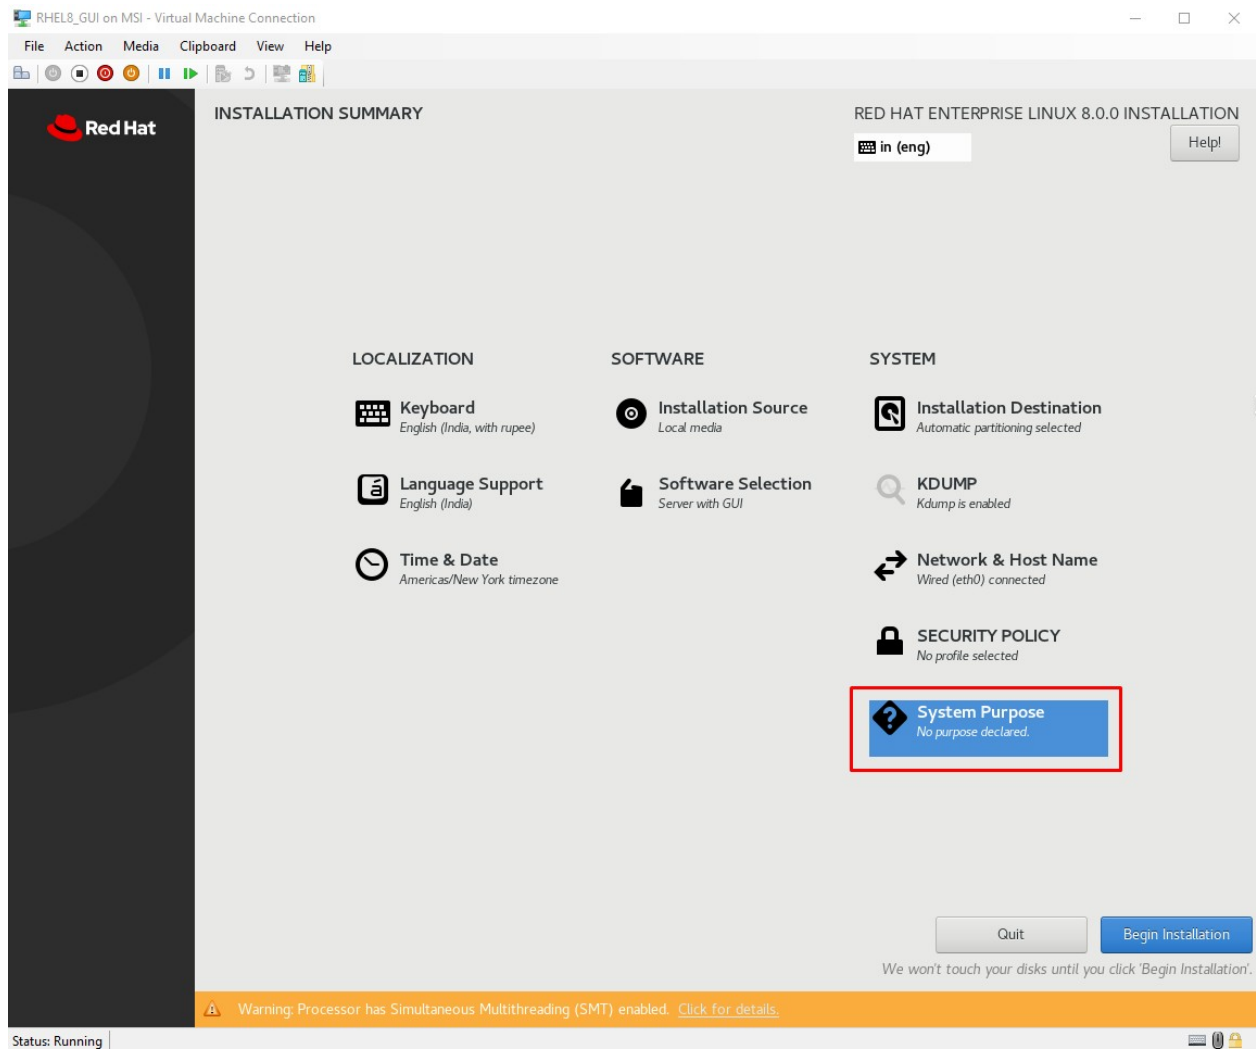 RHEL8_GUI on MSI - Virtual Machine Connection
File Action Media Clipboard View Help
Red Hat
INSTALLATION SUMMARY
RED HAT ENTERPRISE LINUX 8.0.0 INSTALLATION
in (eng)
Help!
LOCALIZATION
Keyboard
English (India, with rupee)
Language Support
English (India)
Time & Date
Americas/New York timezone
SOFTWARE
Installation Source
Local media
Software Selection
Server with GUI
SYSTEM
Installation Destination
Automatic partitioning selected
KDUMP
Kdump is enabled
Network & Host Name
Wired (eth0) connected
SECURITY POLICY
No profile selected
System Purpose
No purpose declared.
Quit
Begin Installation
We won't touch your disks until you click 'Begin Installation'.
Warning: Processor has Simultaneous Multithreading (SMT) enabled. Click for details.
Status: Running